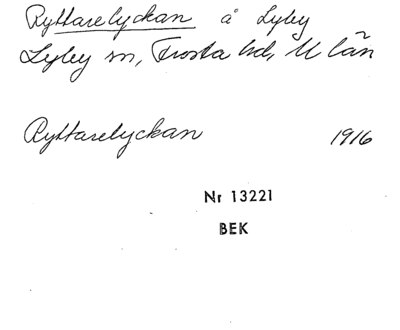 Ryttarelyckan å Lyby
Lyby sn, Frosta hd, M län
Ryttarelyckan 1916
Nr 13221
BEK